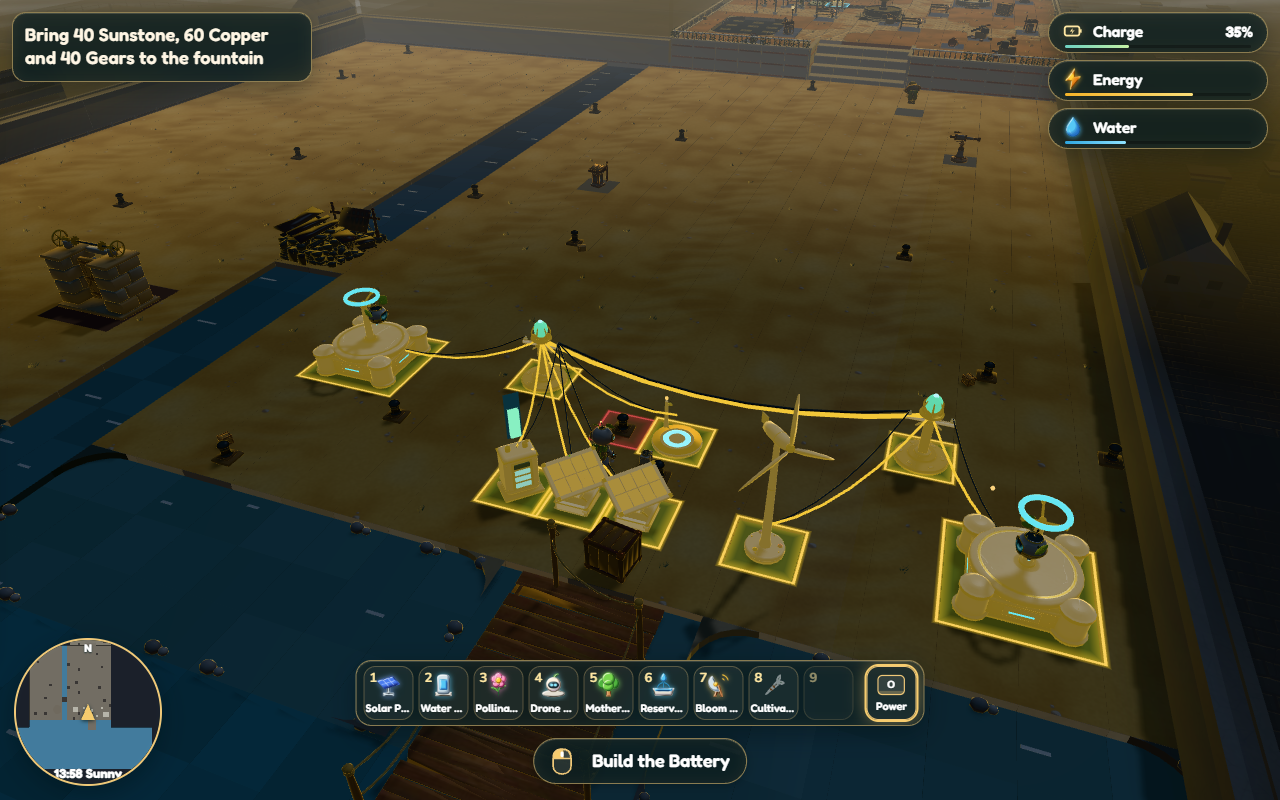 Bring 40 Sunstone, 60 Copper
and 40 Gears to the fountain
Charge 35%
Energy
Water
N
13:58 Sunny
1 Solar P...
2 Water ...
3 Pollina...
4 Drone ...
5 Mother...
6 Reserv...
7 Bloom ...
8 Cultiva...
9
0 Power
Build the Battery